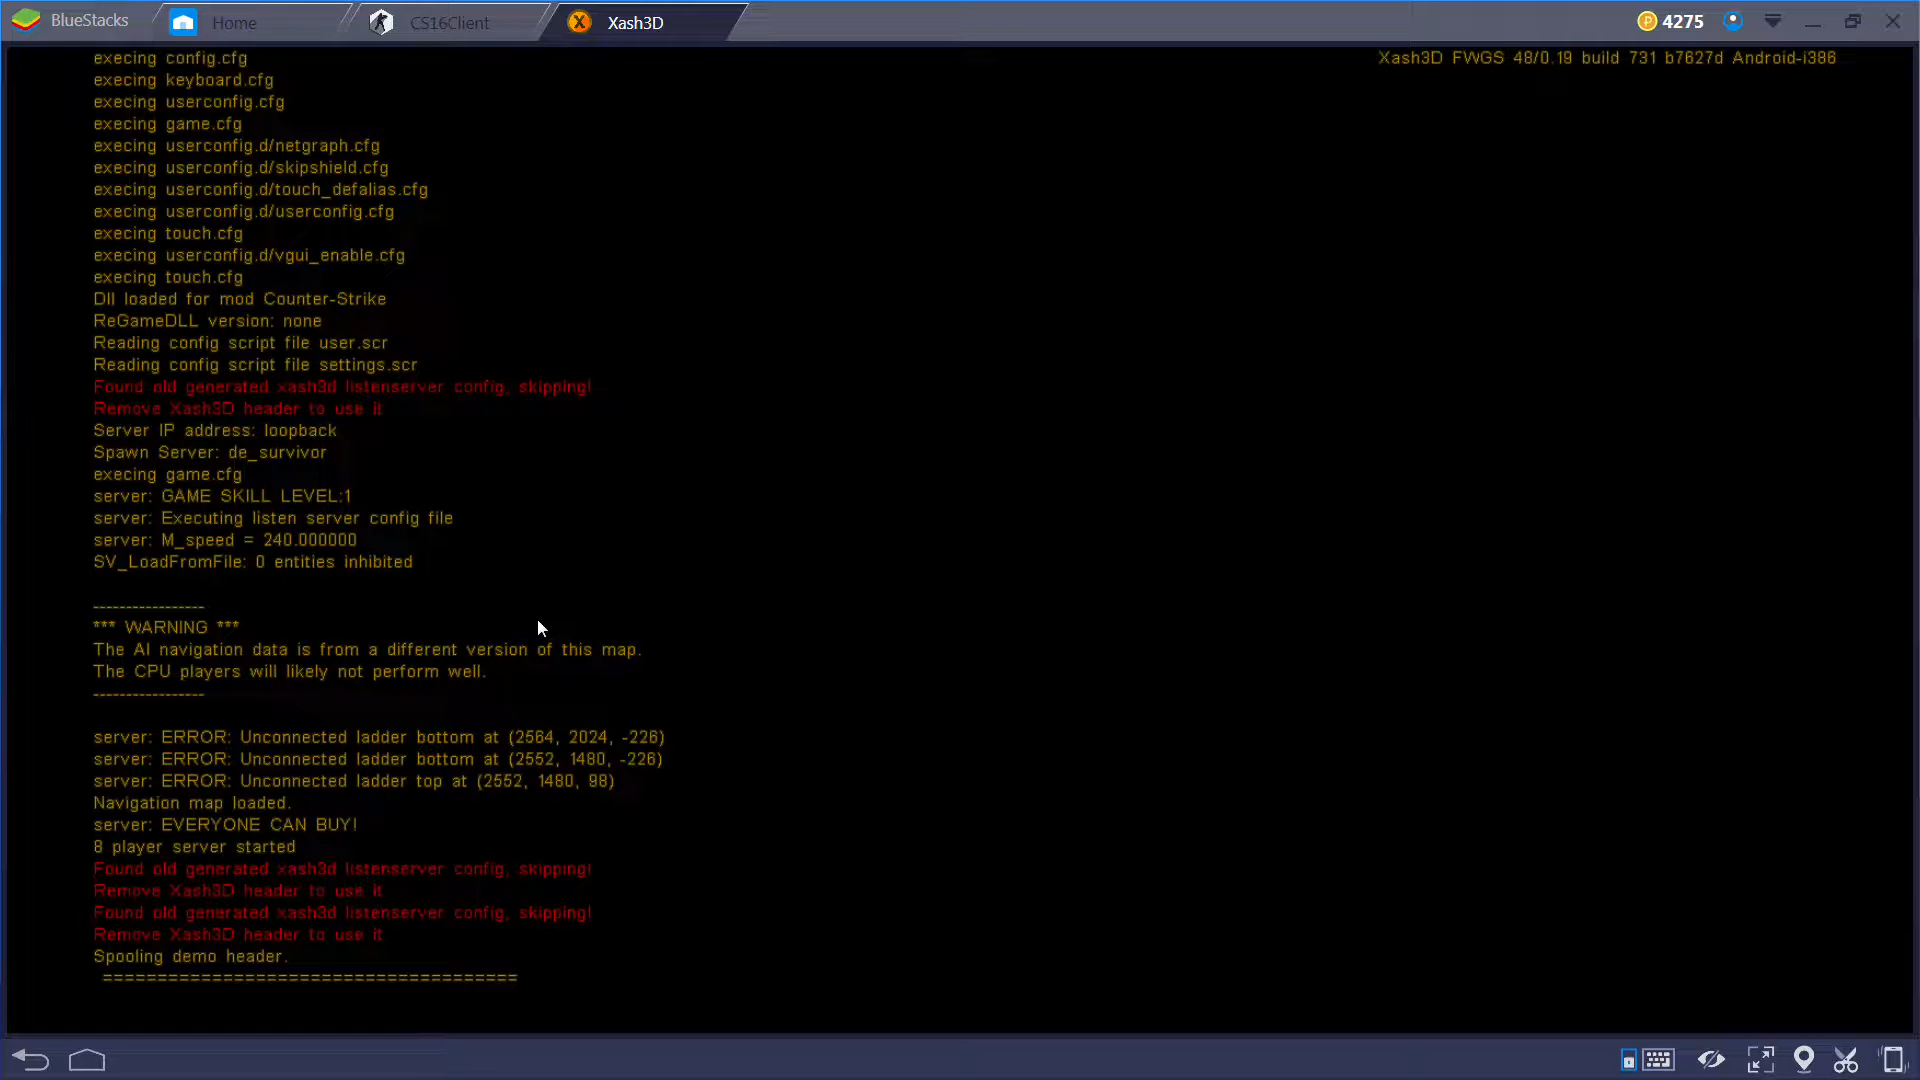 BlueStacks
Home
CS16Client
Xash3D
4275
execing config.cfg
Xash3D FWGS 48/0.19 build 731 b7627d Android-i386
execing keyboard.cfg
execing userconfig.cfg
execing game.cfg
execing userconfig.d/netgraph.cfg
execing userconfig.d/skipshield.cfg
execing userconfig.d/touch_defalias.cfg
execing userconfig.d/userconfig.cfg
execing touch.cfg
execing userconfig.d/vgui_enable.cfg
execing touch.cfg
Dll loaded for mod Counter-Strike
ReGameDLL version: none
Reading config script file user.scr
Reading config script file settings.scr
Found old generated xash3d listenserver config, skipping!
Remove Xash3D header to use it
Server IP address: loopback
Spawn Server: de_survivor
execing game.cfg
server: GAME SKILL LEVEL:1
server: Executing listen server config file
server: M_speed = 240.000000
SV_LoadFromFile: 0 entities inhibited
-----------------
*** WARNING ***
The AI navigation data is from a different version of this map.
The CPU players will likely not perform well.
-----------------
server: ERROR: Unconnected ladder bottom at (2564, 2024, -226)
server: ERROR: Unconnected ladder bottom at (2552, 1480, -226)
server: ERROR: Unconnected ladder top at (2552, 1480, 98)
Navigation map loaded.
server: EVERYONE CAN BUY!
8 player server started
Found old generated xash3d listenserver config, skipping!
Remove Xash3D header to use it
Found old generated xash3d listenserver config, skipping!
Remove Xash3D header to use it
Spooling demo header.
======================================